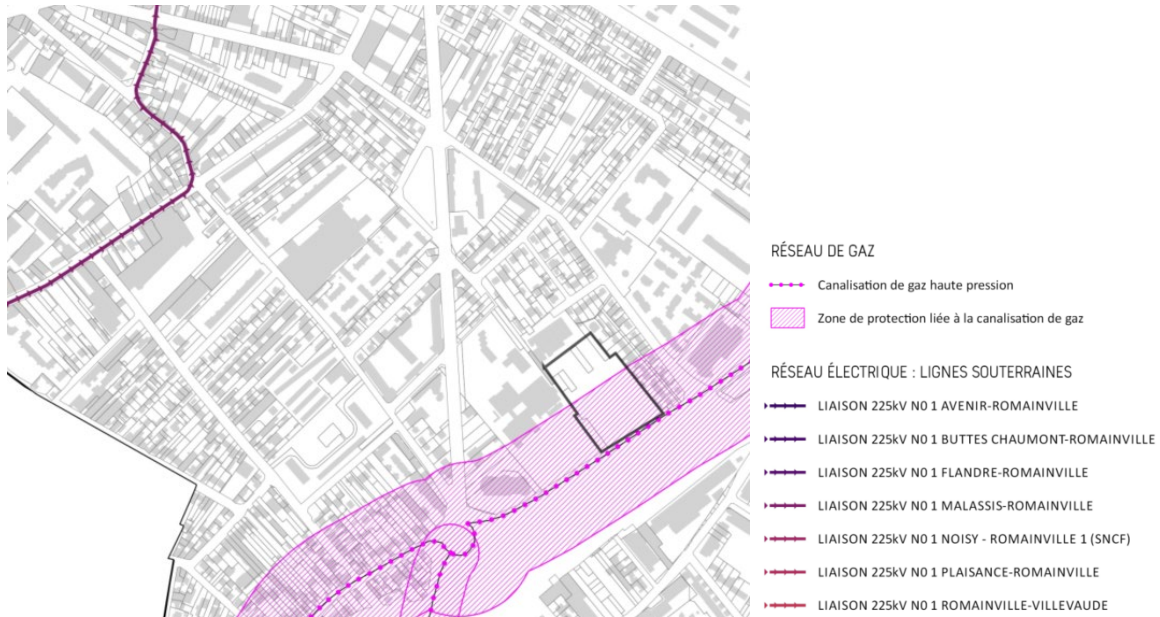 RÉSEAU DE GAZ
Canalisation de gaz haute pression
Zone de protection liée à la canalisation de gaz
RÉSEAU ÉLECTRIQUE : LIGNES SOUTERRAINES
LIAISON 225kV N0 1 AVENIR-ROMAINVILLE
LIAISON 225kV N0 1 BUTTES CHAUMONT-ROMAINVILLE
LIAISON 225kV N0 1 FLANDRE-ROMAINVILLE
LIAISON 225kV N0 1 MALASSIS-ROMAINVILLE
LIAISON 225kV N0 1 NOISY - ROMAINVILLE 1 (SNCF)
LIAISON 225kV N0 1 PLAISANCE-ROMAINVILLE
LIAISON 225kV N0 1 ROMAINVILLE-VILLEVAUDE